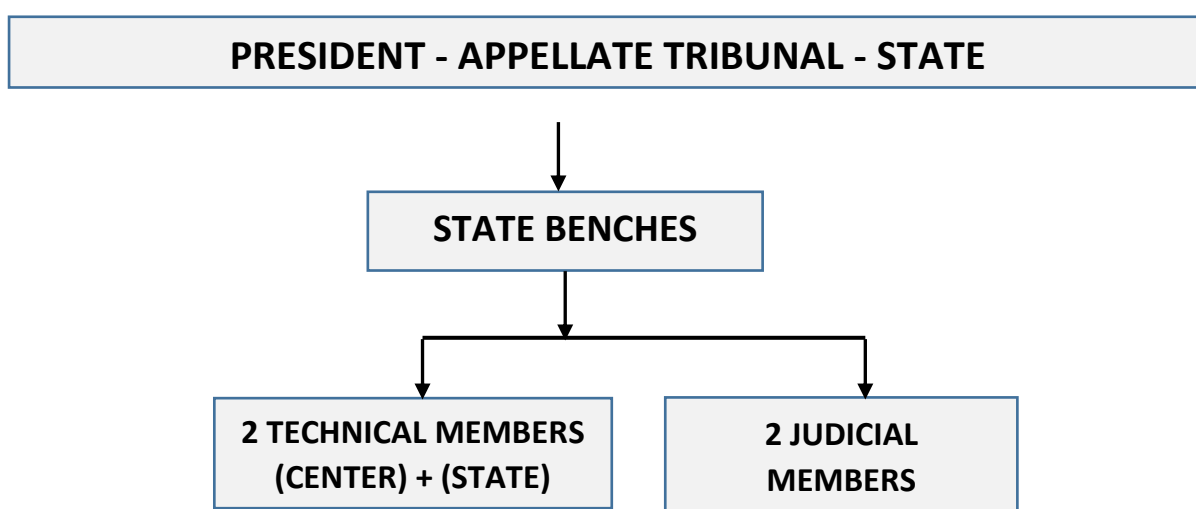 PRESIDENT - APPELLATE TRIBUNAL - STATE
STATE BENCHES
2 TECHNICAL MEMBERS
(CENTER) + (STATE)
2 JUDICIAL
MEMBERS